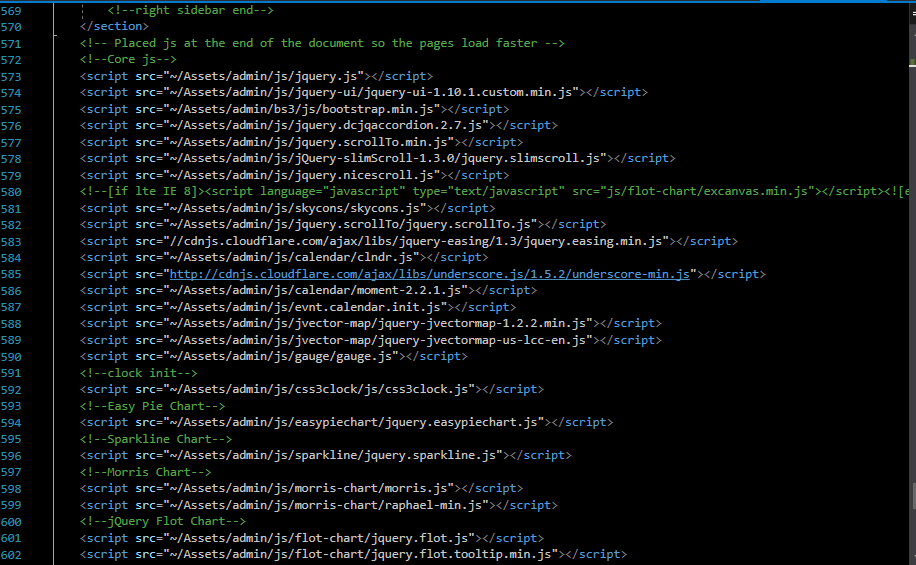 569 <!--right sidebar end-->
570 </section>
571 <!-- Placed js at the end of the document so the pages load faster -->
572 <!--Core js-->
573 <script src="~/Assets/admin/js/jquery.js"></script>
574 <script src="~/Assets/admin/js/jquery-ui/jquery-ui-1.10.1.custom.min.js"></script>
575 <script src="~/Assets/admin/bs3/js/bootstrap.min.js"></script>
576 <script src="~/Assets/admin/js/jquery.dcjqaccordion.2.7.js"></script>
577 <script src="~/Assets/admin/js/jquery.scrollTo.min.js"></script>
578 <script src="~/Assets/admin/js/jQuery-slimScroll-1.3.0/jquery.slimscroll.js"></script>
579 <script src="~/Assets/admin/js/jquery.nicescroll.js"></script>
580 <!--[if lte IE 8]><script language="javascript" type="text/javascript" src="js/flot-chart/excanvas.min.js"></script><![e
581 <script src="~/Assets/admin/js/skycons/skycons.js"></script>
582 <script src="~/Assets/admin/js/jquery.scrollTo/jquery.scrollTo.js"></script>
583 <script src="//cdnjs.cloudflare.com/ajax/libs/jquery-easing/1.3/jquery.easing.min.js"></script>
584 <script src="~/Assets/admin/js/calendar/clndr.js"></script>
585 <script src="http://cdnjs.cloudflare.com/ajax/libs/underscore.js/1.5.2/underscore-min.js"></script>
586 <script src="~/Assets/admin/js/calendar/moment-2.2.1.js"></script>
587 <script src="~/Assets/admin/js/evnt.calendar.init.js"></script>
588 <script src="~/Assets/admin/js/jvector-map/jquery-jvectormap-1.2.2.min.js"></script>
589 <script src="~/Assets/admin/js/jvector-map/jquery-jvectormap-us-lcc-en.js"></script>
590 <script src="~/Assets/admin/js/gauge/gauge.js"></script>
591 <!--clock init-->
592 <script src="~/Assets/admin/js/css3clock/js/css3clock.js"></script>
593 <!--Easy Pie Chart-->
594 <script src="~/Assets/admin/js/easypiechart/jquery.easypiechart.js"></script>
595 <!--Sparkline Chart-->
596 <script src="~/Assets/admin/js/sparkline/jquery.sparkline.js"></script>
597 <!--Morris Chart-->
598 <script src="~/Assets/admin/js/morris-chart/morris.js"></script>
599 <script src="~/Assets/admin/js/morris-chart/raphael-min.js"></script>
600 <!--jQuery Flot Chart-->
601 <script src="~/Assets/admin/js/flot-chart/jquery.flot.js"></script>
602 <script src="~/Assets/admin/js/flot-chart/jquery.flot.tooltip.min.js"></script>